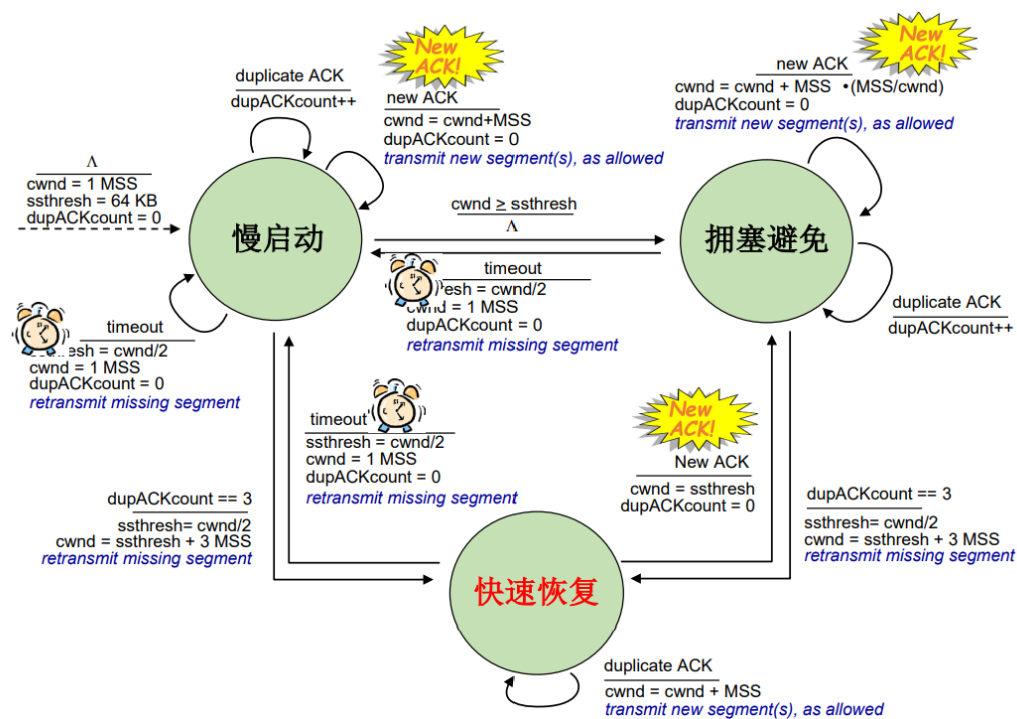 New
ACK!
duplicate ACK
dupACKcount++
new ACK
cwnd = cwnd+MSS
dupACKcount = 0
transmit new segment(s), as allowed
New
ACK!
new ACK
cwnd = cwnd + MSS •(MSS/cwnd)
dupACKcount = 0
transmit new segment(s), as allowed
Λ
cwnd = 1 MSS
ssthresh = 64 KB
dupACKcount = 0
慢启动
cwnd ≥ ssthresh
Λ
拥塞避免
timeout
esh = cwnd/2
cwnd = 1 MSS
dupACKcount = 0
retransmit missing segment
duplicate ACK
dupACKcount++
timeout
esh = cwnd/2
cwnd = 1 MSS
dupACKcount = 0
retransmit missing segment
timeout
ssthresh = cwnd/2
cwnd = 1 MSS
dupACKcount = 0
retransmit missing segment
New
ACK!
New ACK
cwnd = ssthresh
dupACKcount = 0
dupACKcount == 3
ssthresh= cwnd/2
cwnd = ssthresh + 3 MSS
retransmit missing segment
dupACKcount == 3
ssthresh= cwnd/2
cwnd = ssthresh + 3 MSS
retransmit missing segment
快速恢复
duplicate ACK
cwnd = cwnd + MSS
transmit new segment(s), as allowed